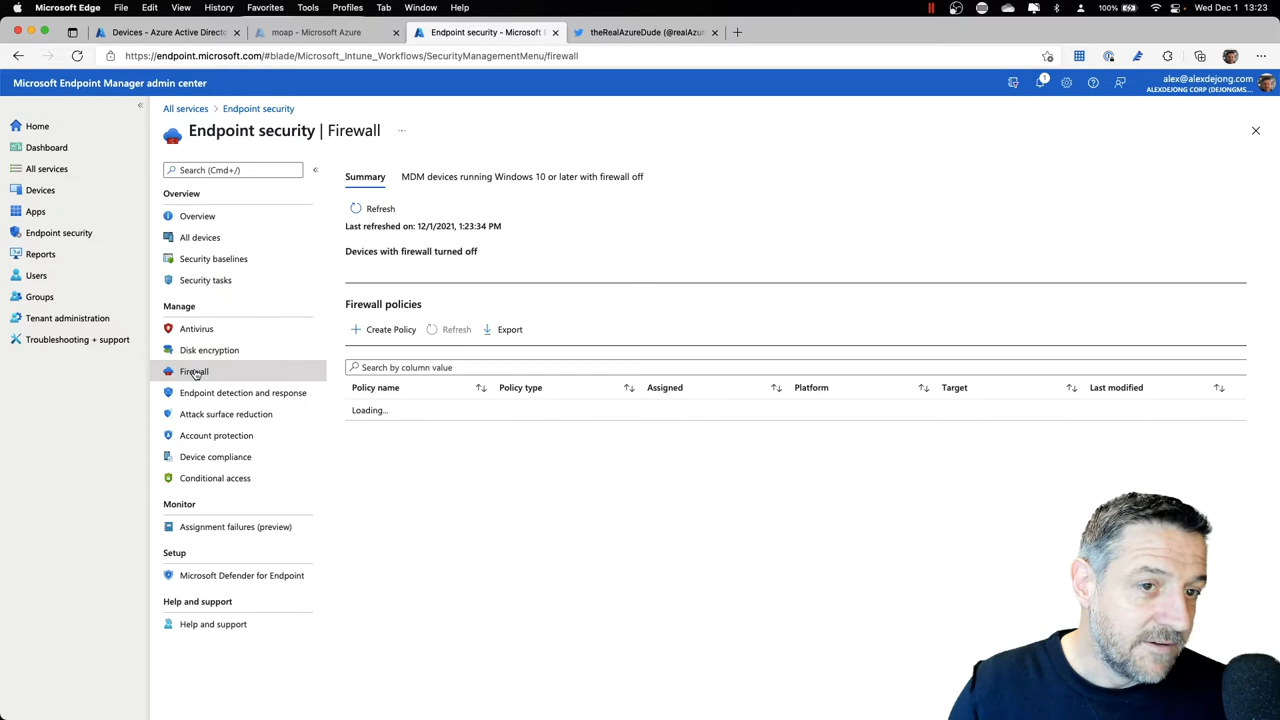 Microsoft Edge File Edit View History Favorites Tools Profiles Tab Window Help 100% Wed Dec 1 13:23
Devices - Azure Active Directo
moap - Microsoft Azure
Endpoint security - Microsoft
theRealAzureDude (@realAzur
https://endpoint.microsoft.com/#blade/Microsoft_Intune_Workflows/SecurityManagementMenu/firewall
Microsoft Endpoint Manager admin center
1
alex@alexdejong.com
ALEXDEJONG CORP (DEJONGMS....
All services > Endpoint security
Endpoint security | Firewall ...
Home
Dashboard
All services
Devices
Apps
Endpoint security
Reports
Users
Groups
Tenant administration
Troubleshooting + support
Search (Cmd+/)
Overview
Overview
All devices
Security baselines
Security tasks
Manage
Antivirus
Disk encryption
Firewall
Endpoint detection and response
Attack surface reduction
Account protection
Device compliance
Conditional access
Monitor
Assignment failures (preview)
Setup
Microsoft Defender for Endpoint
Help and support
Help and support
Summary MDM devices running Windows 10 or later with firewall off
Refresh
Last refreshed on: 12/1/2021, 1:23:34 PM
Devices with firewall turned off
Firewall policies
Create Policy Refresh Export
Search by column value
Policy name Policy type Assigned Platform Target Last modified
Loading...